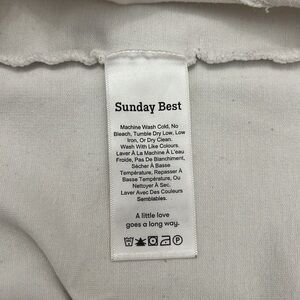 Sunday Best
Machine Wash Cold, No
Bleach, Tumble Dry Low, Low
Iron, Or Dry Clean.
Wash With Like Colours.
Laver À La Machine À L'eau
Froide, Pas De Blanchiment,
Sécher À Basse
Température, Repasser À
Basse Température, Ou
Nettoyer À Sec.
Laver Avec Des Couleurs
Semblables.
A little love
goes a long way.